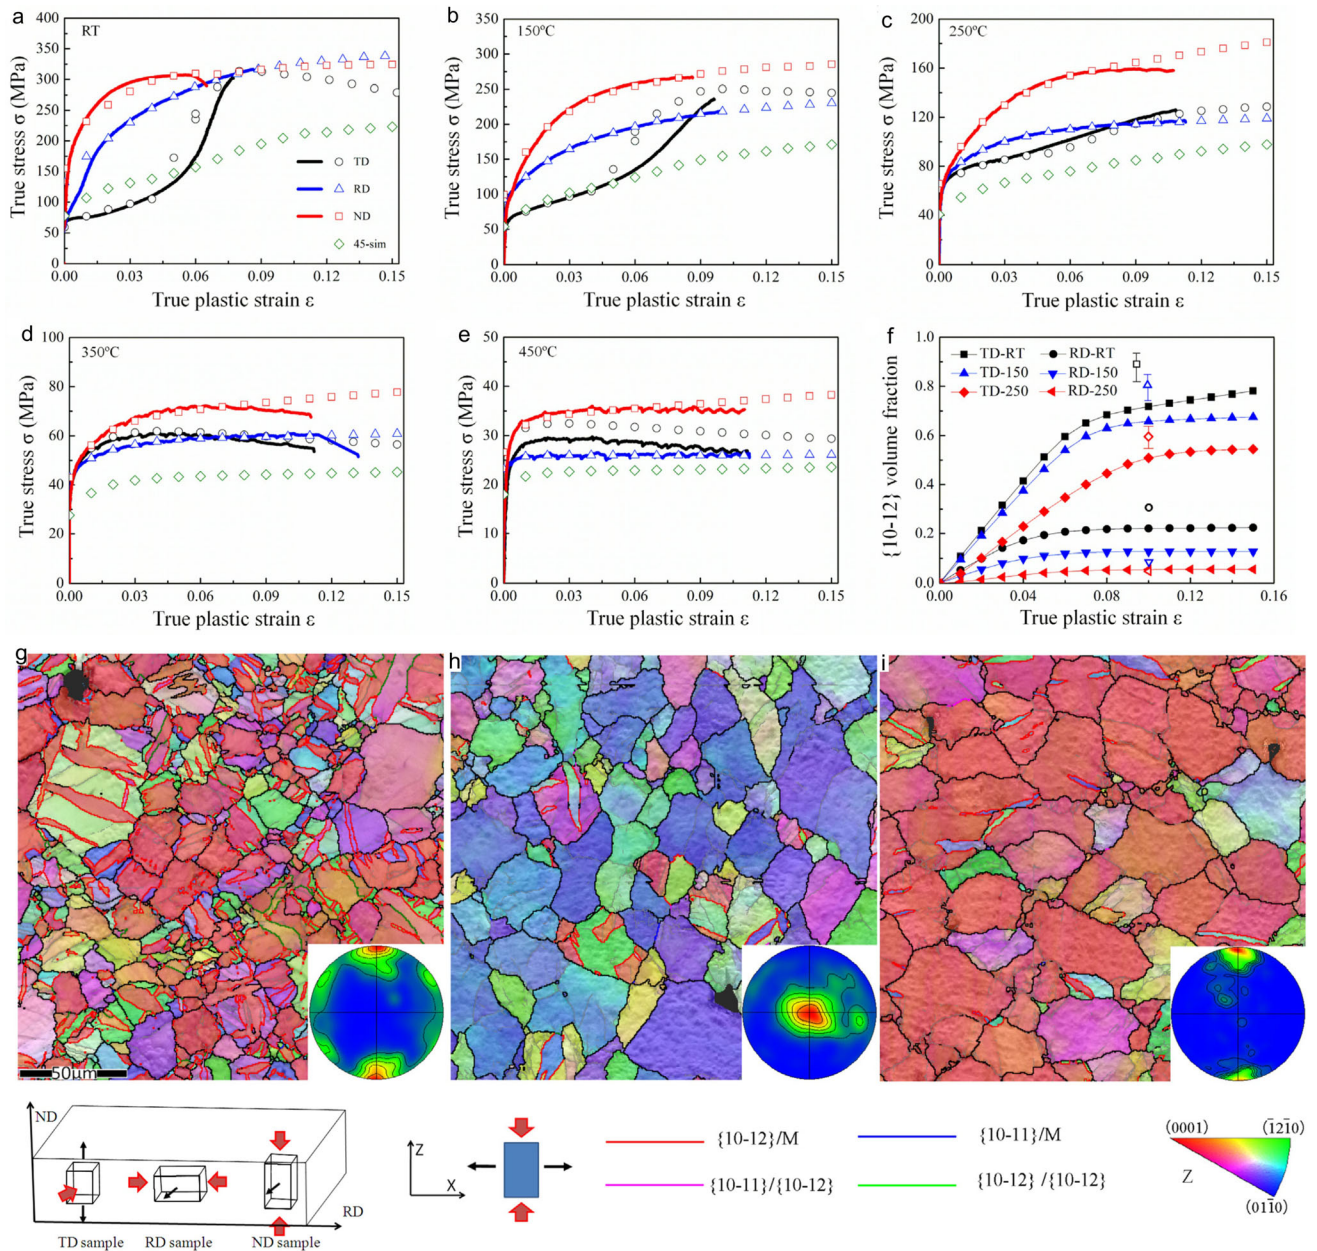 a
RT
True stress σ (MPa)
400
350
300
250
200
150
100
50
0
TD
RD
ND
45-sim
0.00 0.03 0.06 0.09 0.12 0.15
True plastic strain ε
b
150ºC
True stress σ (MPa)
350
300
250
200
150
100
50
0
0.00 0.03 0.06 0.09 0.12 0.15
True plastic strain ε
c
250ºC
True stress σ (MPa)
200
160
120
80
40
0
0.00 0.03 0.06 0.09 0.12 0.15
True plastic strain ε
d
350ºC
True stress σ (MPa)
100
80
60
40
20
0
0.00 0.03 0.06 0.09 0.12 0.15
True plastic strain ε
e
450ºC
True stress σ (MPa)
50
40
30
20
10
0
0.00 0.03 0.06 0.09 0.12 0.15
True plastic strain ε
f
{10-12} volume fraction
1.0
0.8
0.6
0.4
0.2
0.0
TD-RT RD-RT
TD-150 RD-150
TD-250 RD-250
0.00 0.04 0.08 0.12 0.16
True plastic strain ε
g
50μm
h
i
ND
RD
TD sample RD sample ND sample
Z
X
{10-12}/M
{10-11}/M
{10-11}/{10-12}
{10-12} /{10-12}
(0001)
(1̄21̄0)
Z
(011̄0)